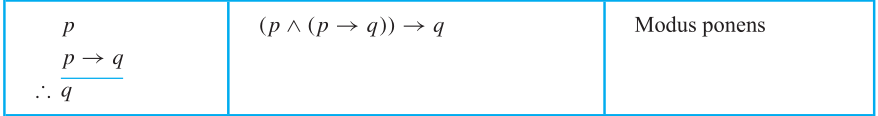 p (p ∧ (p → q)) → q Modus ponens
p → q
∴ q